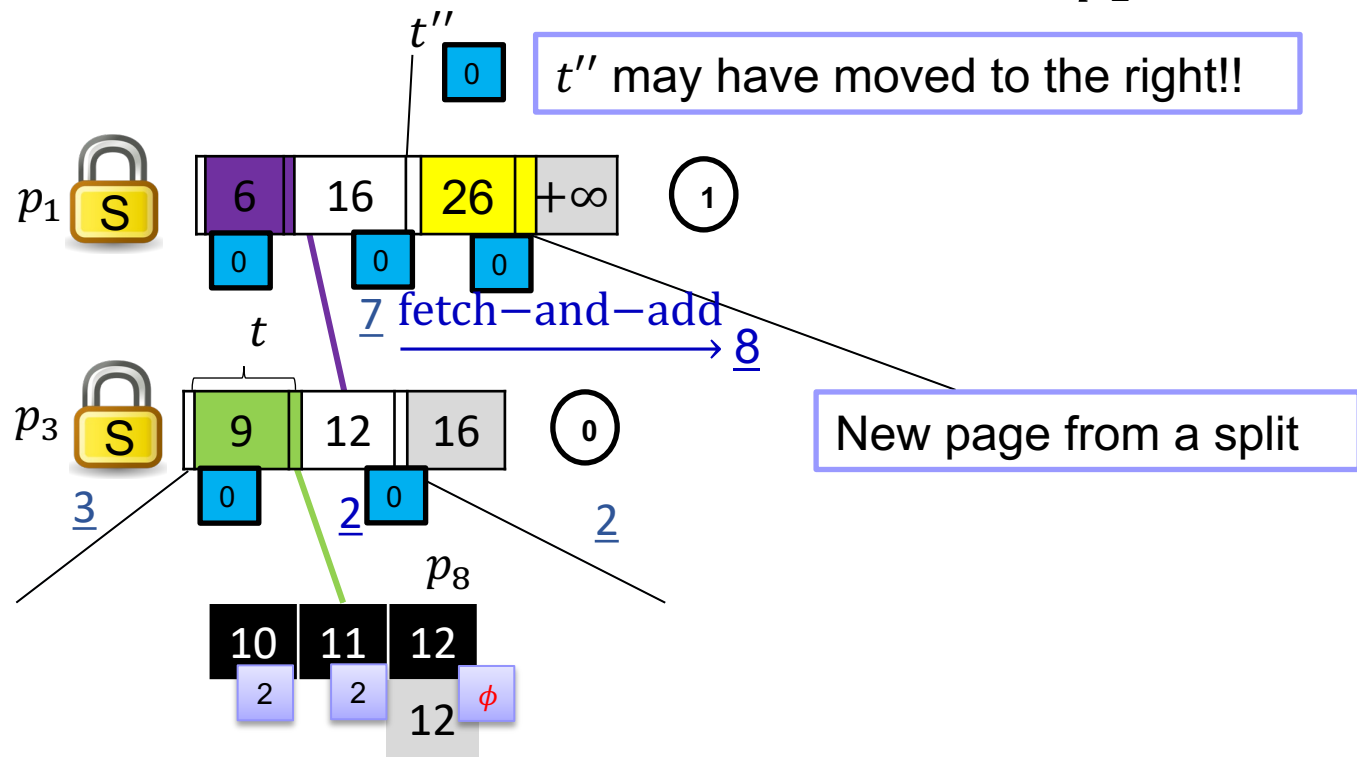 t''
0
t'' may have moved to the right!!
p₁ S 6 16 26 +∞ 1
0 0 0
7 fetch−and−add 8
t
p₃ S 9 12 16 0
New page from a split
0 0
3 2 2
p₈
10 11 12
2 2 ϕ
12